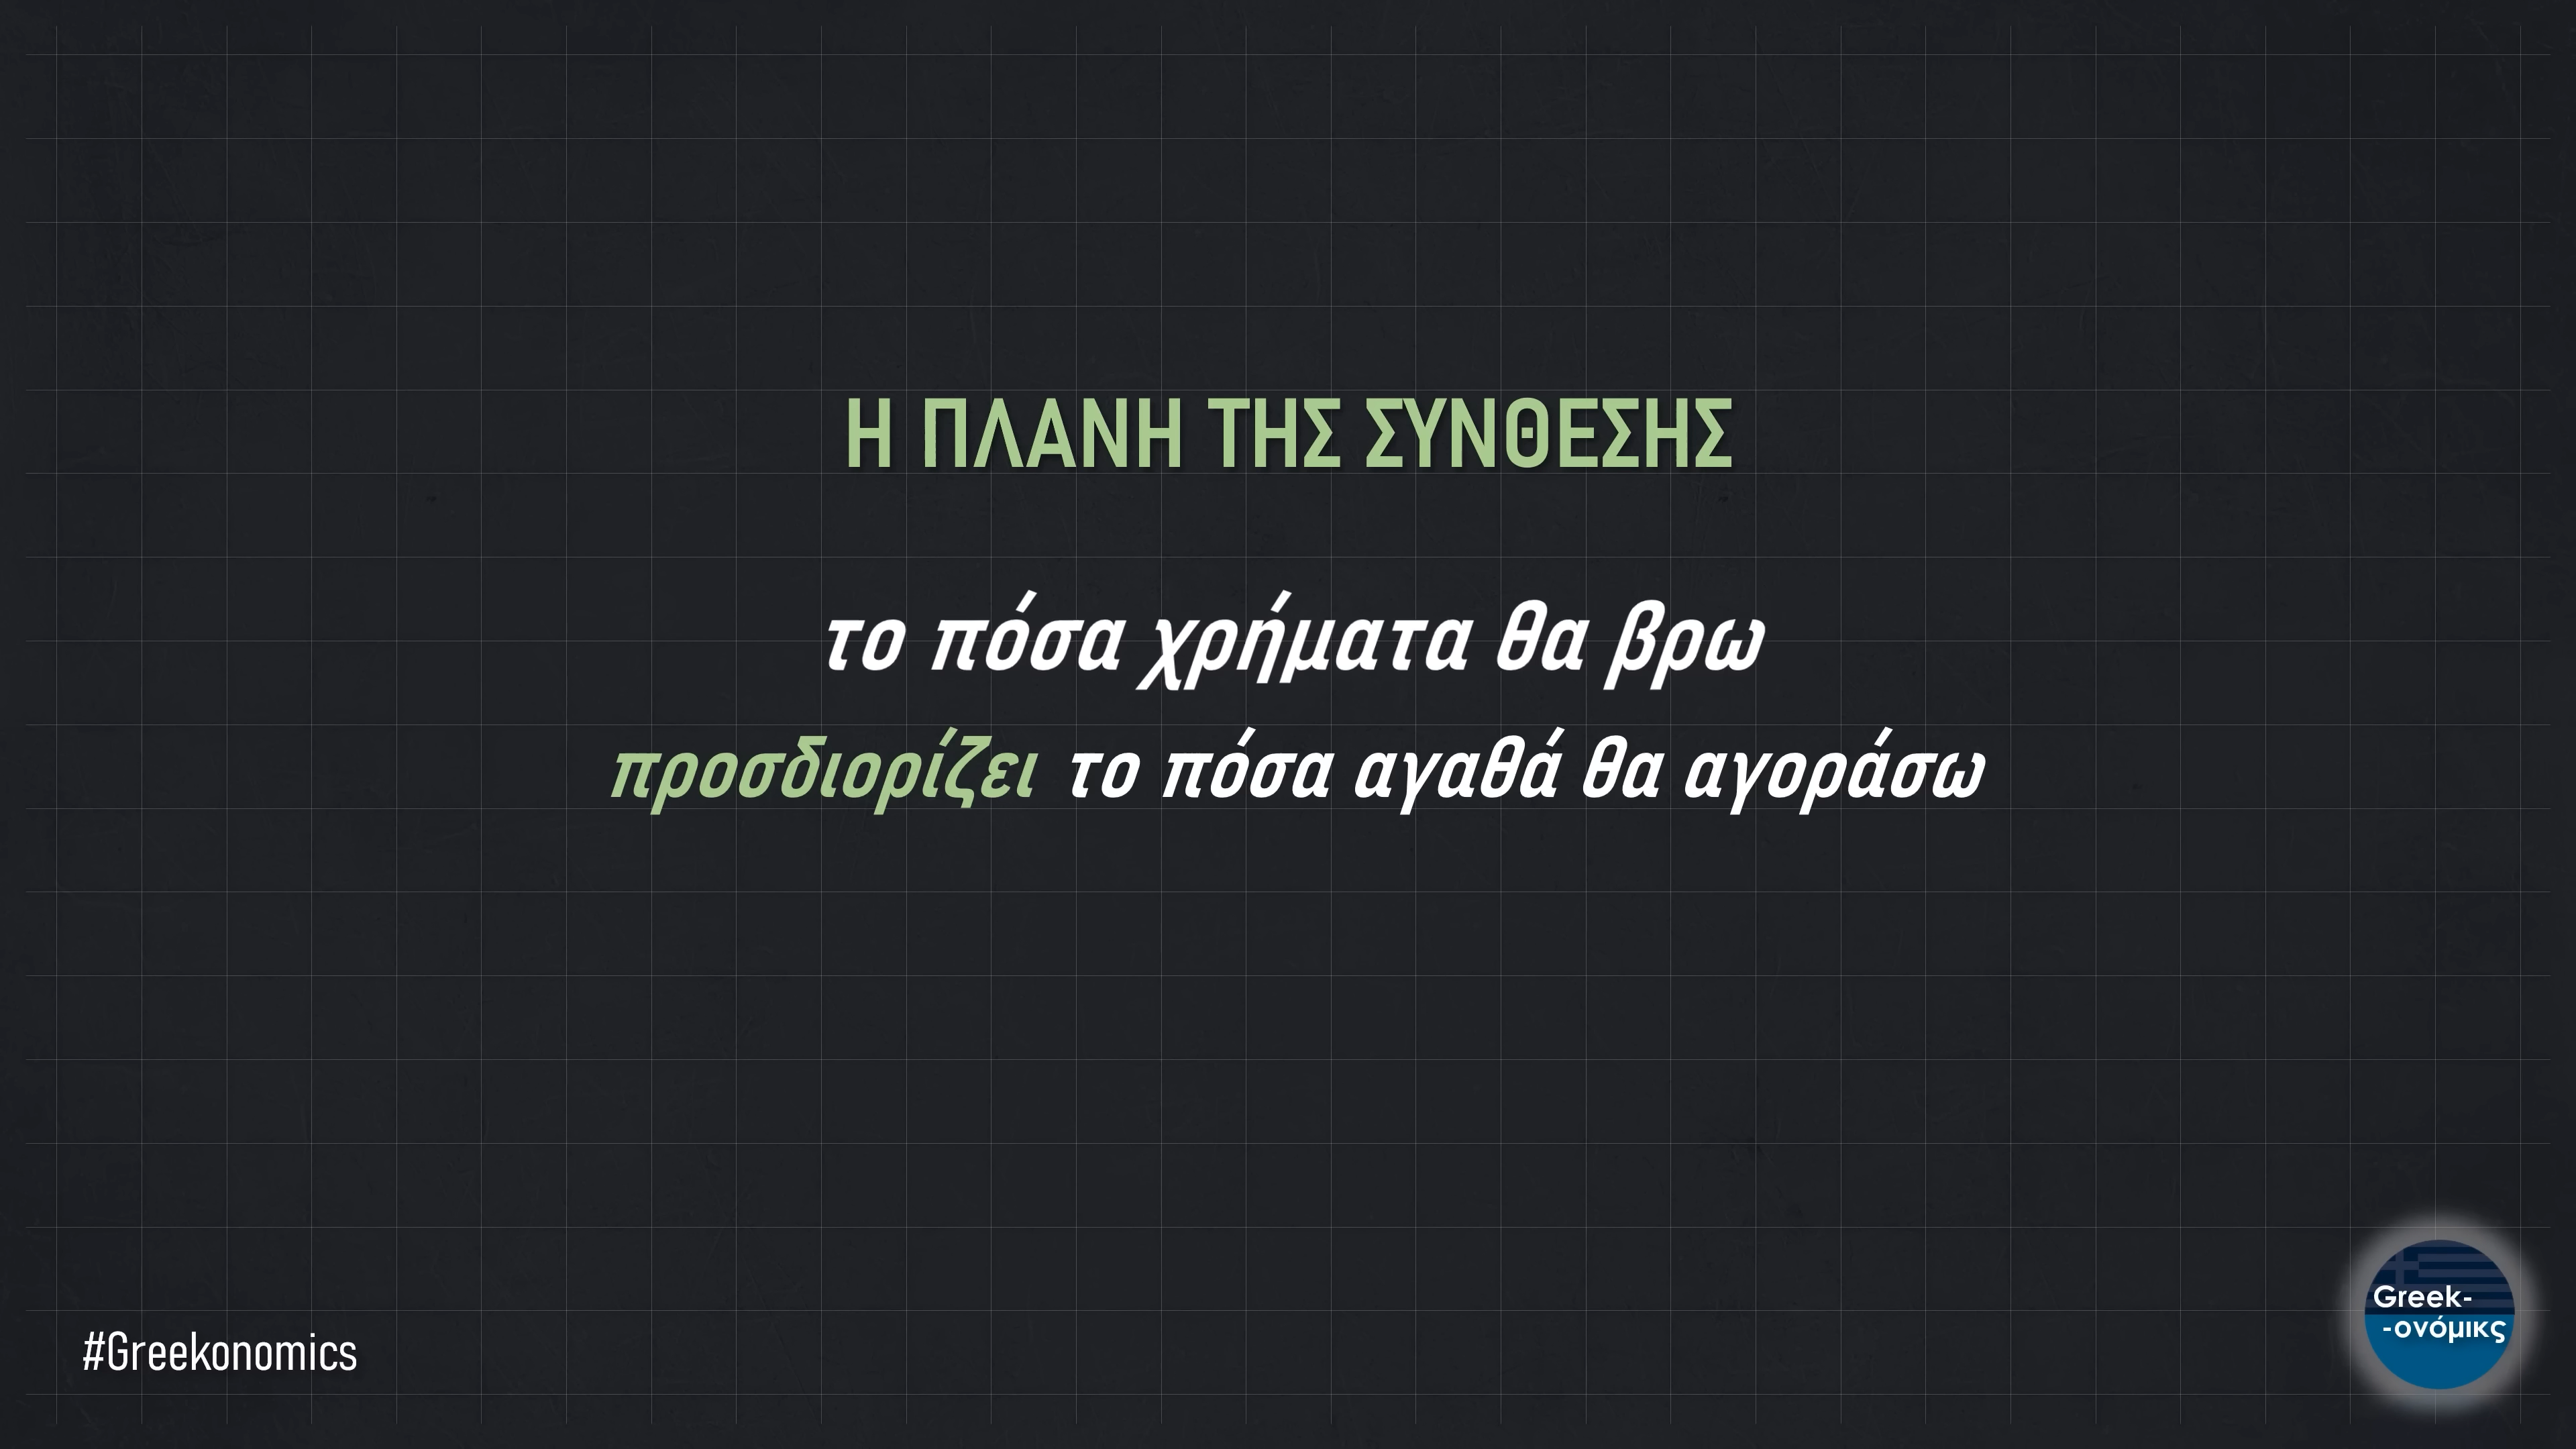 Η ΠΛΑΝΗ ΤΗΣ ΣΥΝΘΕΣΗΣ
το πόσα χρήματα θα βρω
προσδιορίζει το πόσα αγαθά θα αγοράσω
#Greekonomics
Greek-
-ονόμικς